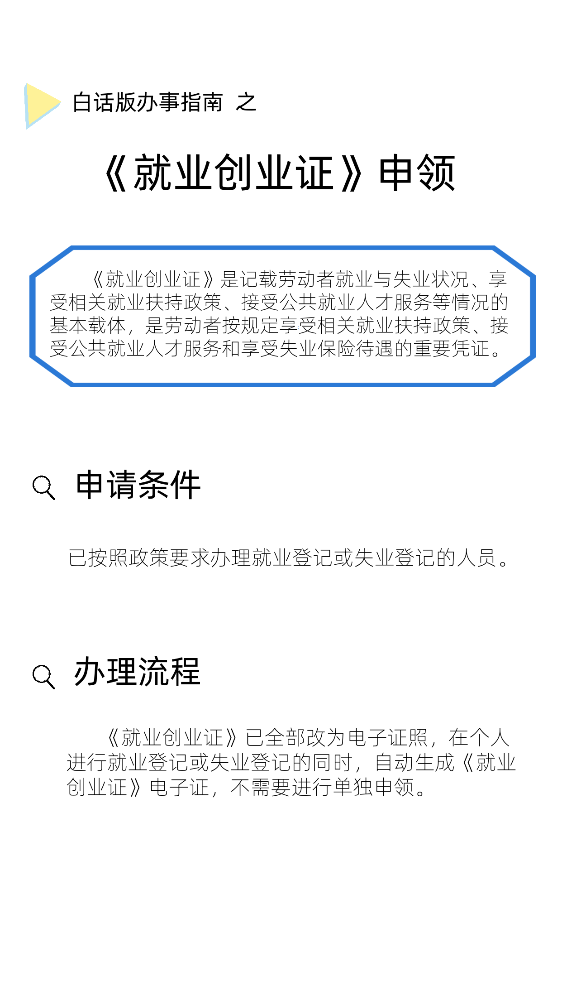 白话版办事指南 之
《就业创业证》申领
《就业创业证》是记载劳动者就业与失业状况、享
受相关就业扶持政策、接受公共就业人才服务等情况的
基本载体，是劳动者按规定享受相关就业扶持政策、接
受公共就业人才服务和享受失业保险待遇的重要凭证。
申请条件
已按照政策要求办理就业登记或失业登记的人员。
办理流程
《就业创业证》已全部改为电子证照，在个人
进行就业登记或失业登记的同时，自动生成《就业
创业证》电子证，不需要进行单独申领。